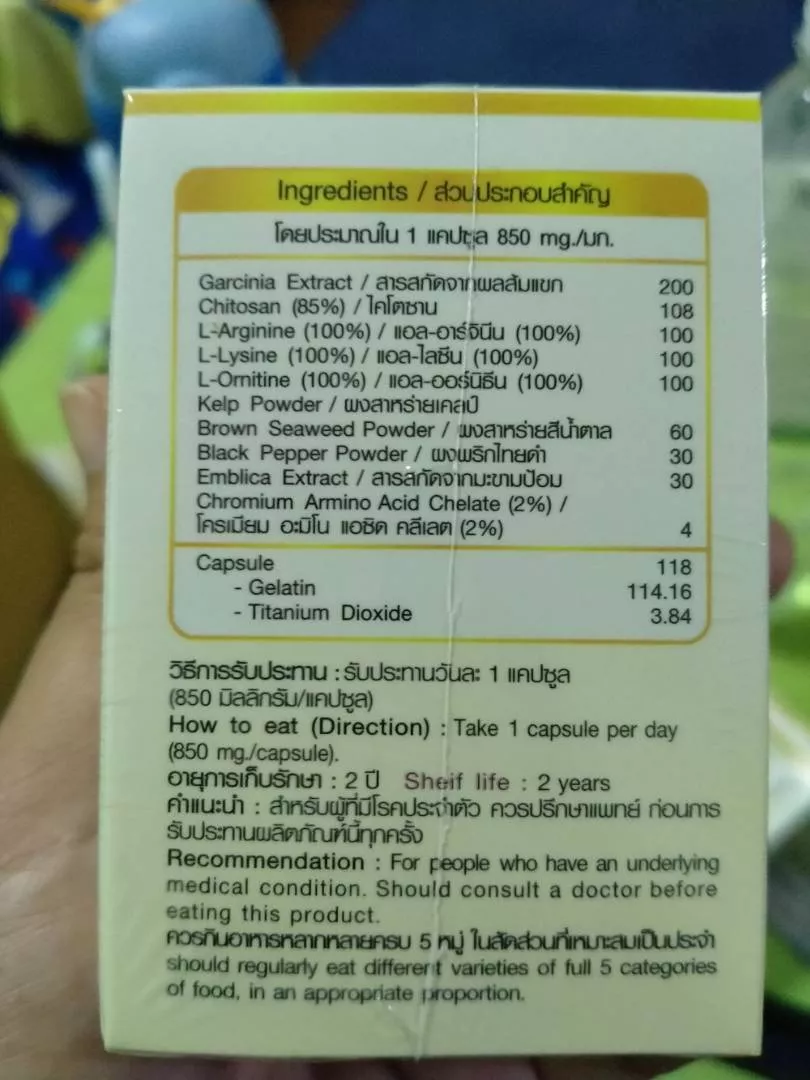 Ingredients / ส่วนประกอบสำคัญ
โดยประมาณใน 1 แคปซูล 850 mg./มก.
Garcinia Extract / สารสกัดจากผลส้มแขก 200
Chitosan (85%) / ไคโตซาน 108
L-Arginine (100%) / แอล-อาร์จินีน (100%) 100
L-Lysine (100%) / แอล-ไลซีน (100%) 100
L-Ornitine (100%) / แอล-ออร์นิธีน (100%) 100
Kelp Powder / ผงสาหร่ายเคลป์
Brown Seaweed Powder / ผงสาหร่ายสีน้ำตาล 60
Black Pepper Powder / ผงพริกไทยดำ 30
Emblica Extract / สารสกัดจากมะขามป้อม 30
Chromium Armino Acid Chelate (2%) /
โครเมียม อะมิโน แอซิด คลีเลต (2%) 4
Capsule 118
- Gelatin 114.16
- Titanium Dioxide 3.84
วิธีการรับประทาน : รับประทานวันละ 1 แคปซูล
(850 มิลลิกรัม/แคปซูล)
How to eat (Direction) : Take 1 capsule per day
(850 mg./capsule).
อายุการเก็บรักษา : 2 ปี Sheif life : 2 years
คำแนะนำ : สำหรับผู้ที่มีโรคประจำตัว ควรปรึกษาแพทย์ ก่อนการ
รับประทานผลิตภัณฑ์นี้ทุกครั้ง
Recommendation : For people who have an underlying
medical condition. Should consult a doctor before
eating this product.
ควรกินอาหารหลากหลายครบ 5 หมู่ ในสัดส่วนที่เหมาะสมเป็นประจำ
should regularly eat different varieties of full 5 categories
of food, in an appropriate proportion.